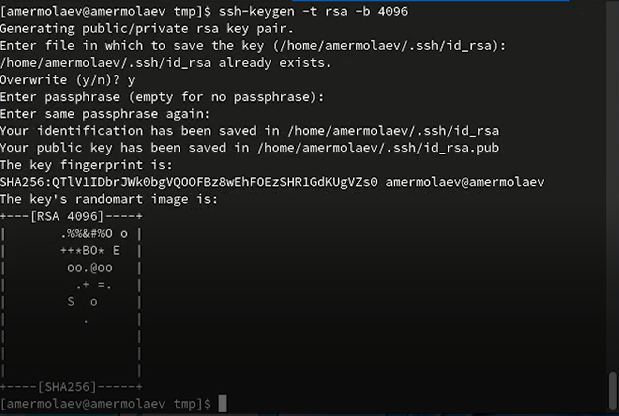 [amermolaev@amermolaev tmp]$ ssh-keygen -t rsa -b 4096
Generating public/private rsa key pair.
Enter file in which to save the key (/home/amermolaev/.ssh/id_rsa):
/home/amermolaev/.ssh/id_rsa already exists.
Overwrite (y/n)? y
Enter passphrase (empty for no passphrase):
Enter same passphrase again:
Your identification has been saved in /home/amermolaev/.ssh/id_rsa
Your public key has been saved in /home/amermolaev/.ssh/id_rsa.pub
The key fingerprint is:
SHA256:QTlV1IDbrJWk0bgVQOOFBz8wEhFOEzSHR1GdKUgVZs0 amermolaev@amermolaev
The key's randomart image is:
+---[RSA 4096]----+
|       .%%&#%O o |
|       ++*BO* E  |
|        oo.@oo   |
|         .+ =.   |
|        S  o     |
|          .      |
|                 |
|                 |
|                 |
+----[SHA256]-----+
[amermolaev@amermolaev tmp]$